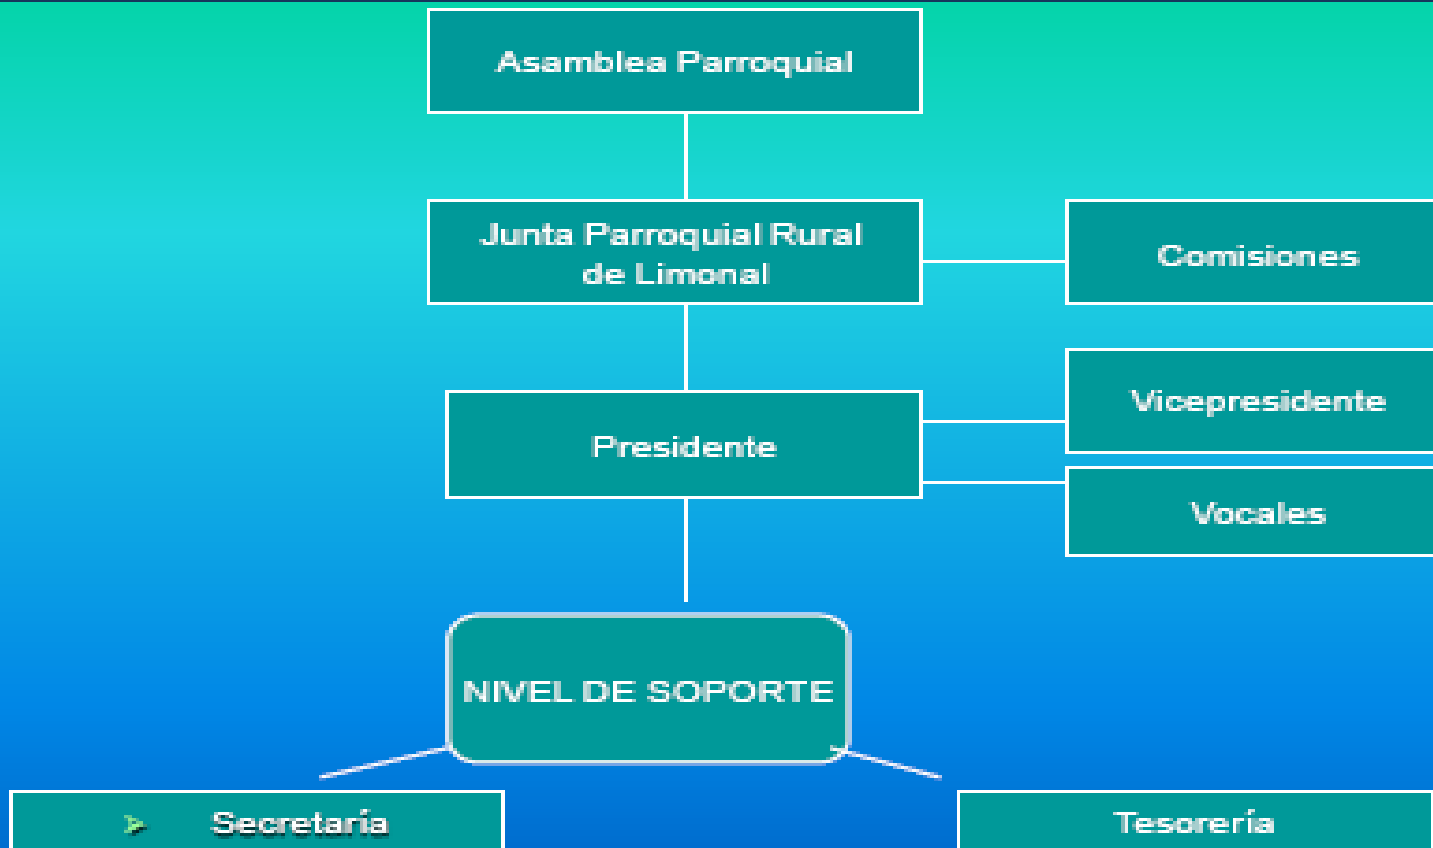 Asamblea Parroquial
Junta Parroquial Rural
de Limonal
Comisiones
Presidente
Vicepresidente
Vocales
NIVEL DE SOPORTE
➢ Secretaría
Tesorería